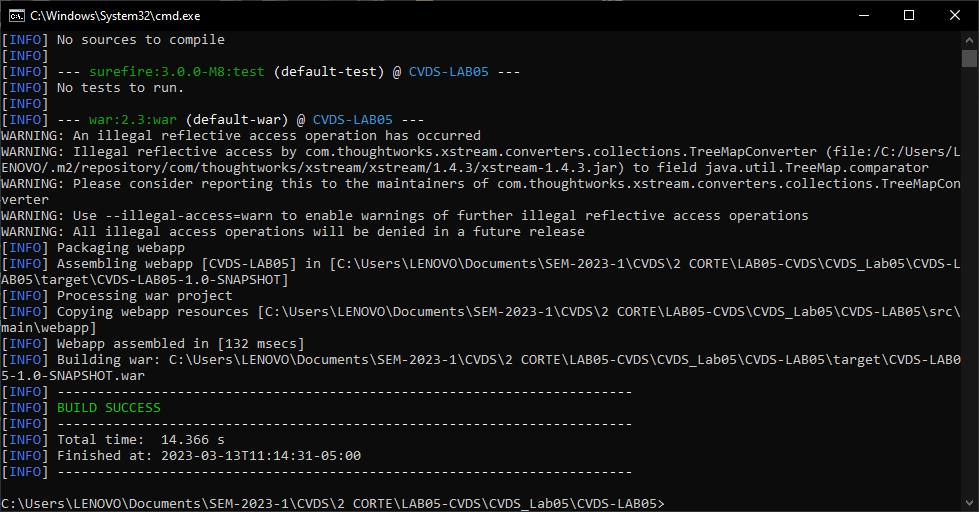 C:\Windows\System32\cmd.exe
[INFO] No sources to compile
[INFO]
[INFO] --- surefire:3.0.0-M8:test (default-test) @ CVDS-LAB05 ---
[INFO] No tests to run.
[INFO]
[INFO] --- war:2.3:war (default-war) @ CVDS-LAB05 ---
WARNING: An illegal reflective access operation has occurred
WARNING: Illegal reflective access by com.thoughtworks.xstream.converters.collections.TreeMapConverter (file:/C:/Users/L
ENOVO/.m2/repository/com/thoughtworks/xstream/xstream/1.4.3/xstream-1.4.3.jar) to field java.util.TreeMap.comparator
WARNING: Please consider reporting this to the maintainers of com.thoughtworks.xstream.converters.collections.TreeMapCon
verter
WARNING: Use --illegal-access=warn to enable warnings of further illegal reflective access operations
WARNING: All illegal access operations will be denied in a future release
[INFO] Packaging webapp
[INFO] Assembling webapp [CVDS-LAB05] in [C:\Users\LENOVO\Documents\SEM-2023-1\CVDS\2 CORTE\LAB05-CVDS\CVDS_Lab05\CVDS-L
AB05\target\CVDS-LAB05-1.0-SNAPSHOT]
[INFO] Processing war project
[INFO] Copying webapp resources [C:\Users\LENOVO\Documents\SEM-2023-1\CVDS\2 CORTE\LAB05-CVDS\CVDS_Lab05\CVDS-LAB05\src\
main\webapp]
[INFO] Webapp assembled in [132 msecs]
[INFO] Building war: C:\Users\LENOVO\Documents\SEM-2023-1\CVDS\2 CORTE\LAB05-CVDS\CVDS_Lab05\CVDS-LAB05\target\CVDS-LAB0
5-1.0-SNAPSHOT.war
[INFO] ------------------------------------------------------------------------
[INFO] BUILD SUCCESS
[INFO] ------------------------------------------------------------------------
[INFO] Total time:  14.366 s
[INFO] Finished at: 2023-03-13T11:14:31-05:00
[INFO] ------------------------------------------------------------------------
C:\Users\LENOVO\Documents\SEM-2023-1\CVDS\2 CORTE\LAB05-CVDS\CVDS_Lab05\CVDS-LAB05>